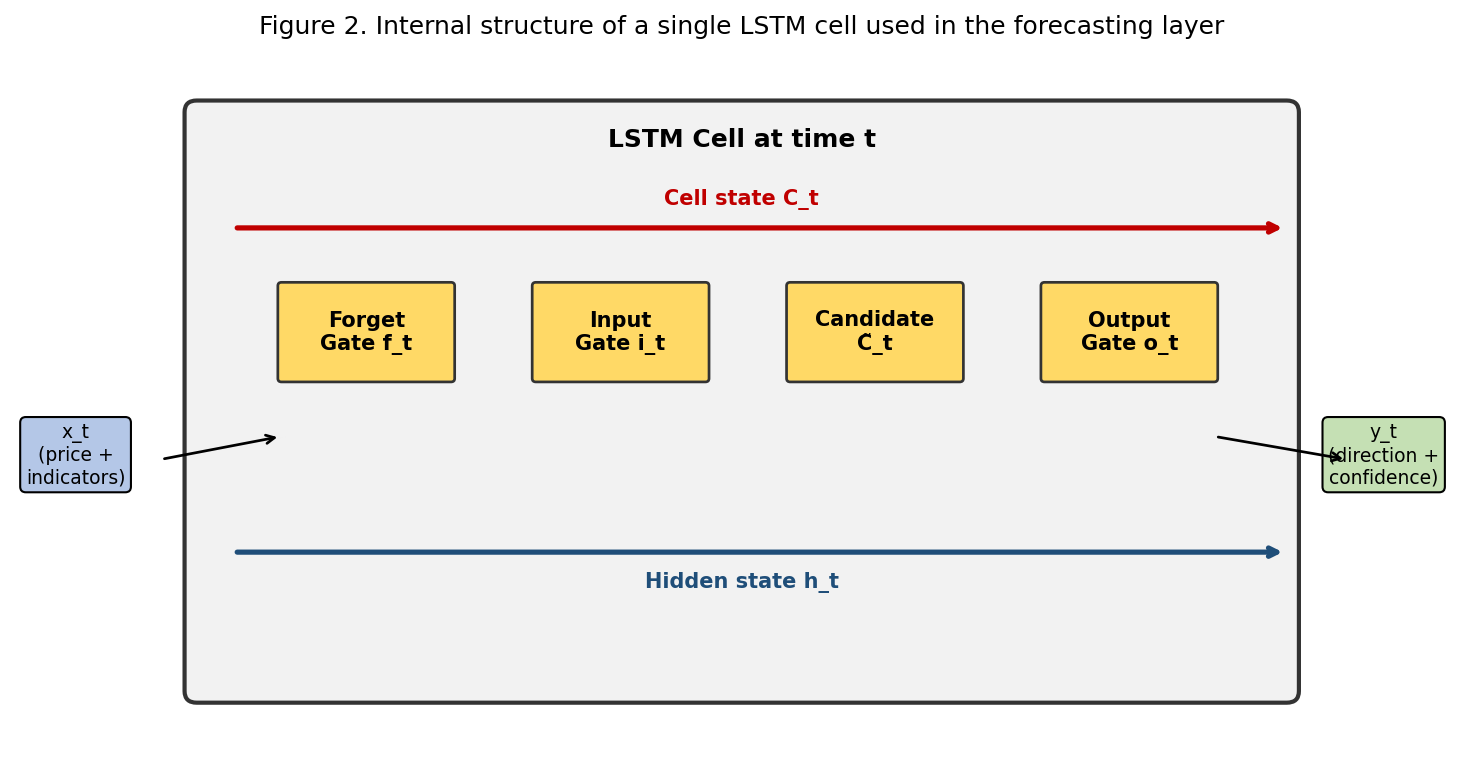 Figure 2. Internal structure of a single LSTM cell used in the forecasting layer
LSTM Cell at time t
Cell state C_t
Forget
Gate f_t
Input
Gate i_t
Candidate
C̃_t
Output
Gate o_t
x_t
(price +
indicators)
y_t
(direction +
confidence)
Hidden state h_t